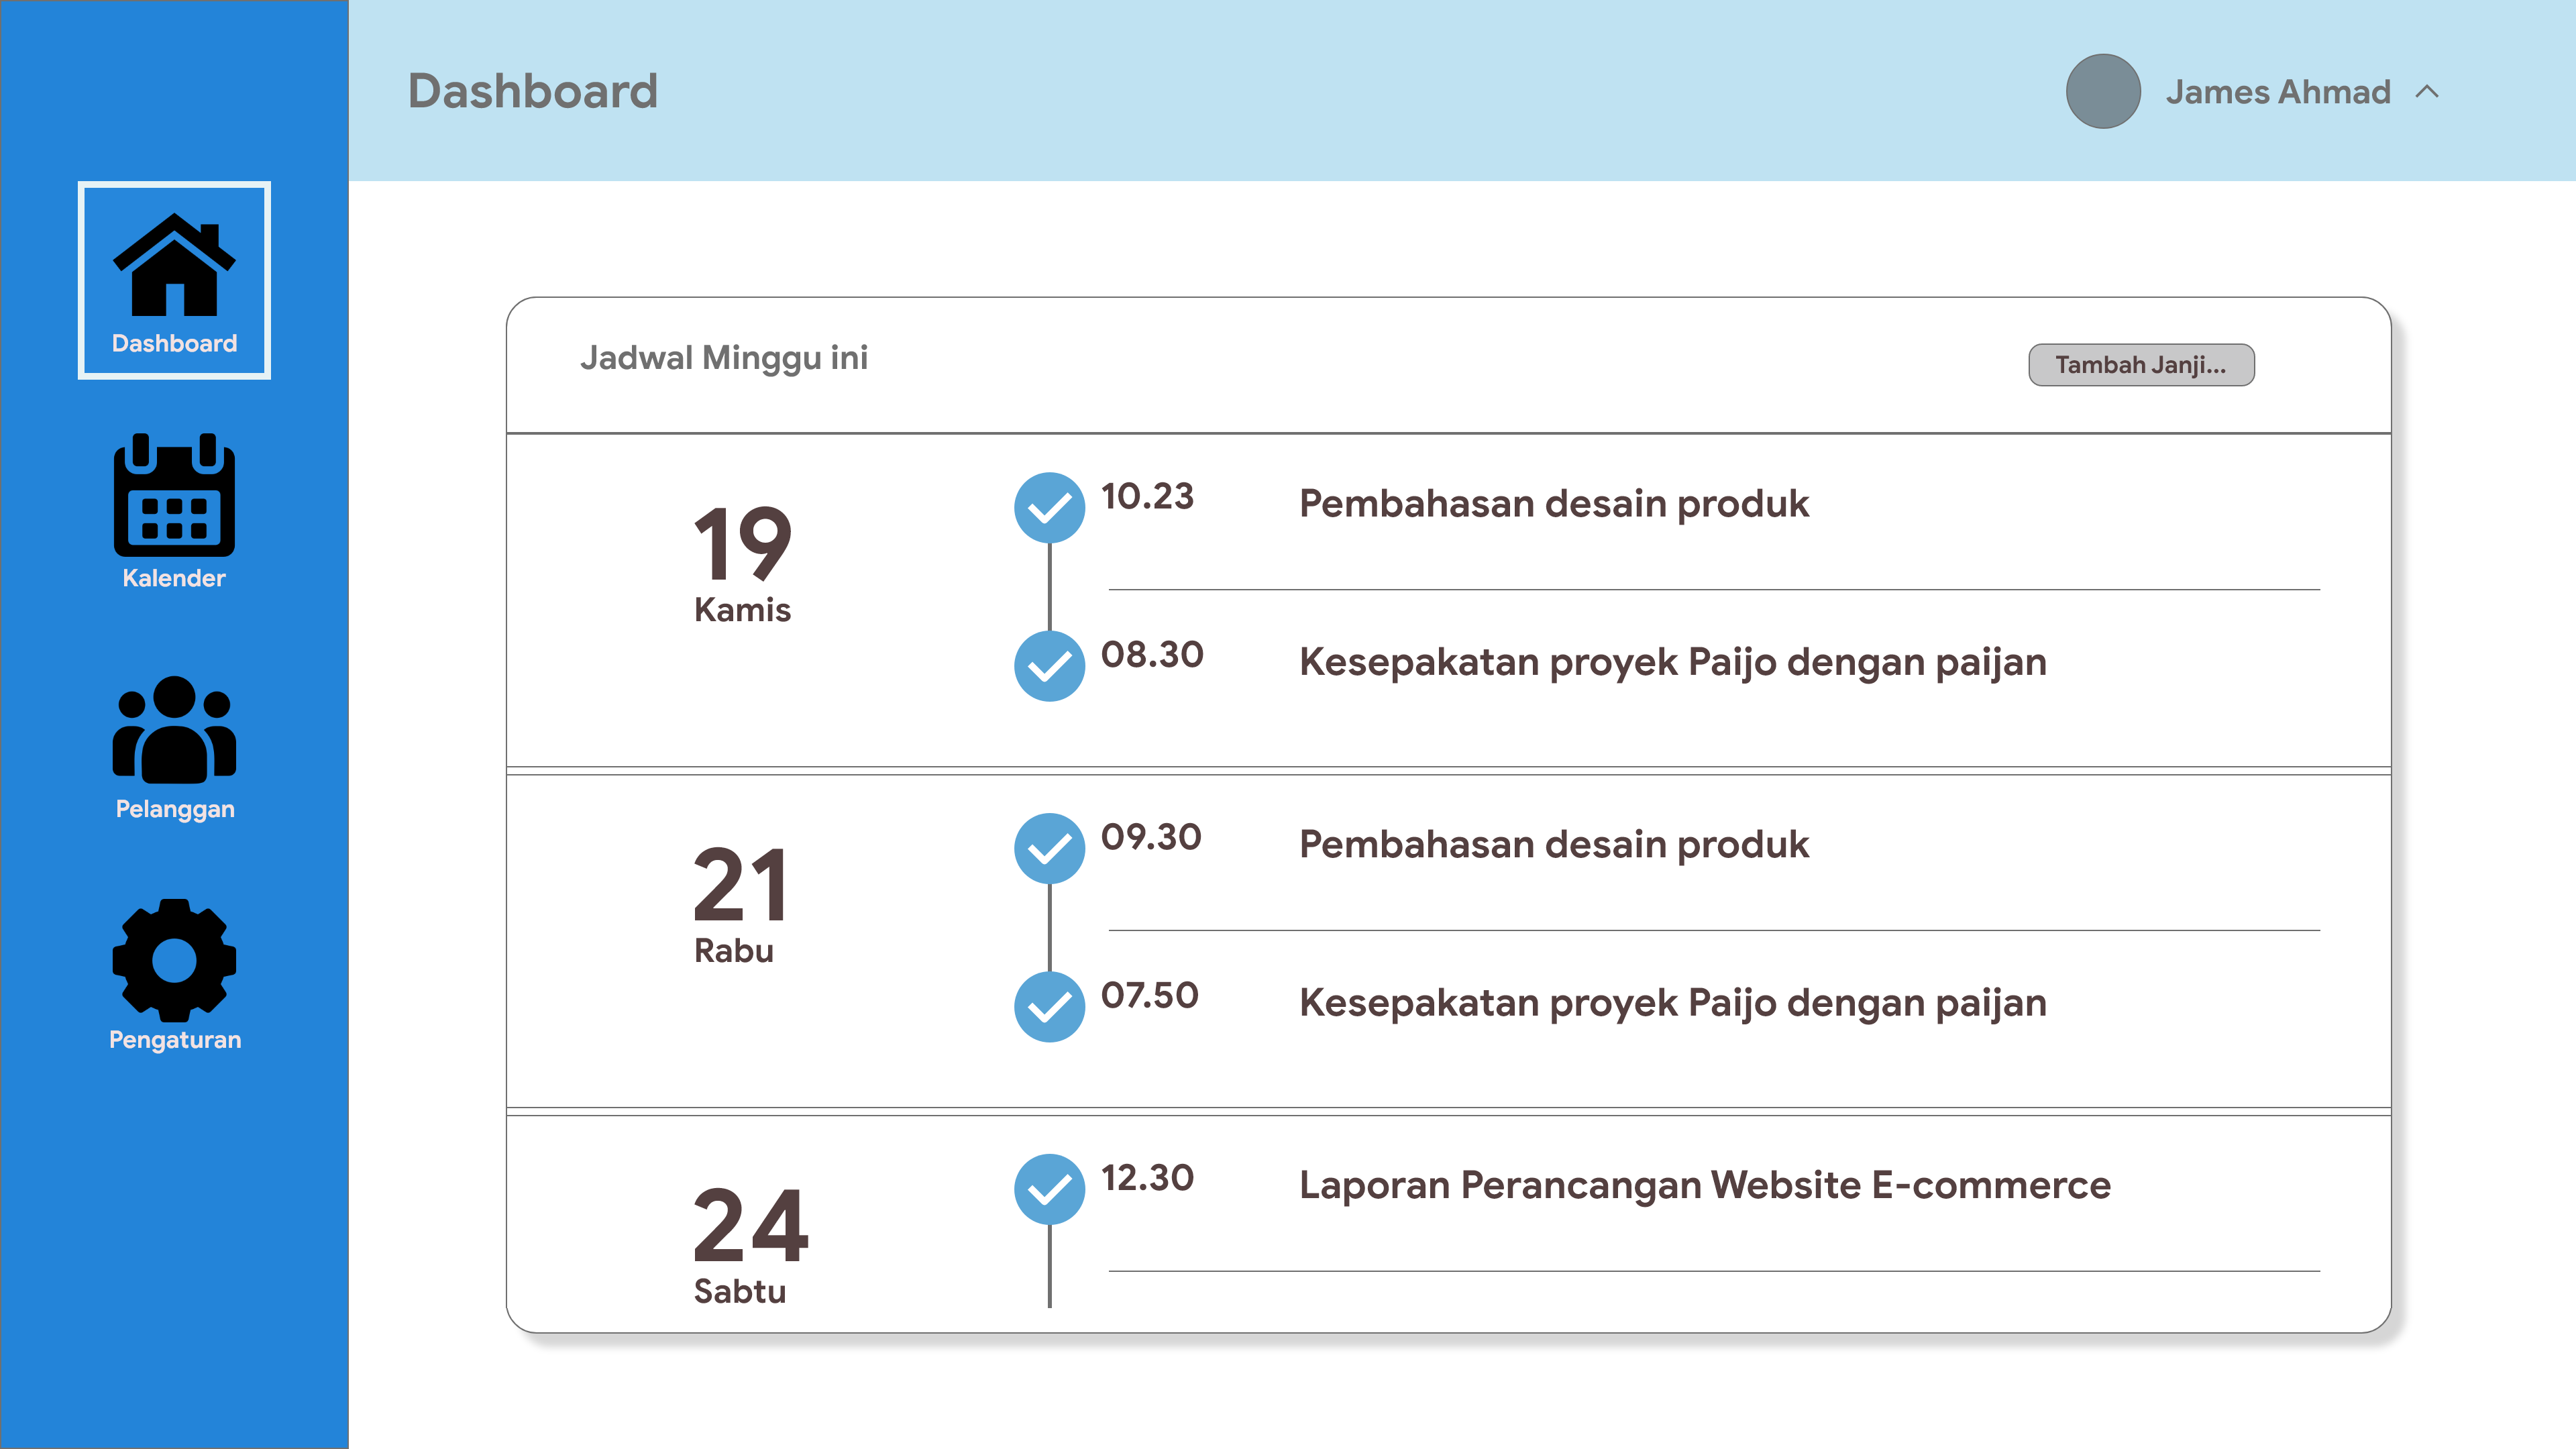 Dashboard
James Ahmad
Dashboard
Kalender
Pelanggan
Pengaturan
Jadwal Minggu ini
Tambah Janji...
19
Kamis
10.23
Pembahasan desain produk
08.30
Kesepakatan proyek Paijo dengan paijan
21
Rabu
09.30
Pembahasan desain produk
07.50
Kesepakatan proyek Paijo dengan paijan
24
Sabtu
12.30
Laporan Perancangan Website E-commerce